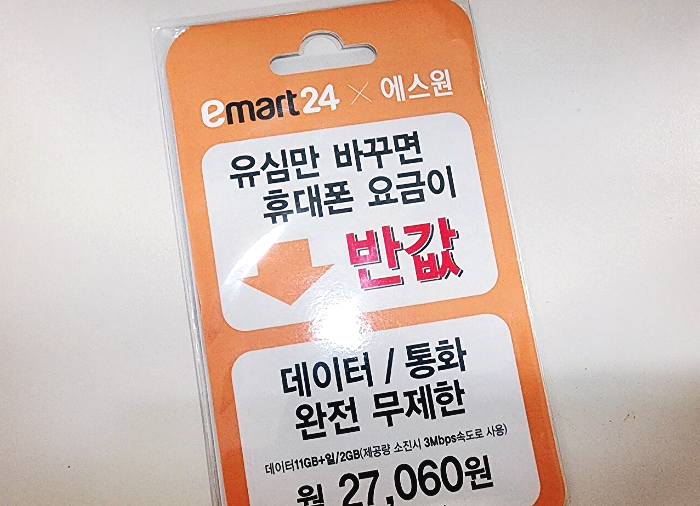 emart24 × 에스원
유심만 바꾸면
휴대폰 요금이
반값
데이터 / 통화
완전 무제한
데이터11GB+일/2GB(제공량 소진시 3Mbps속도로 사용)
월 27,060원